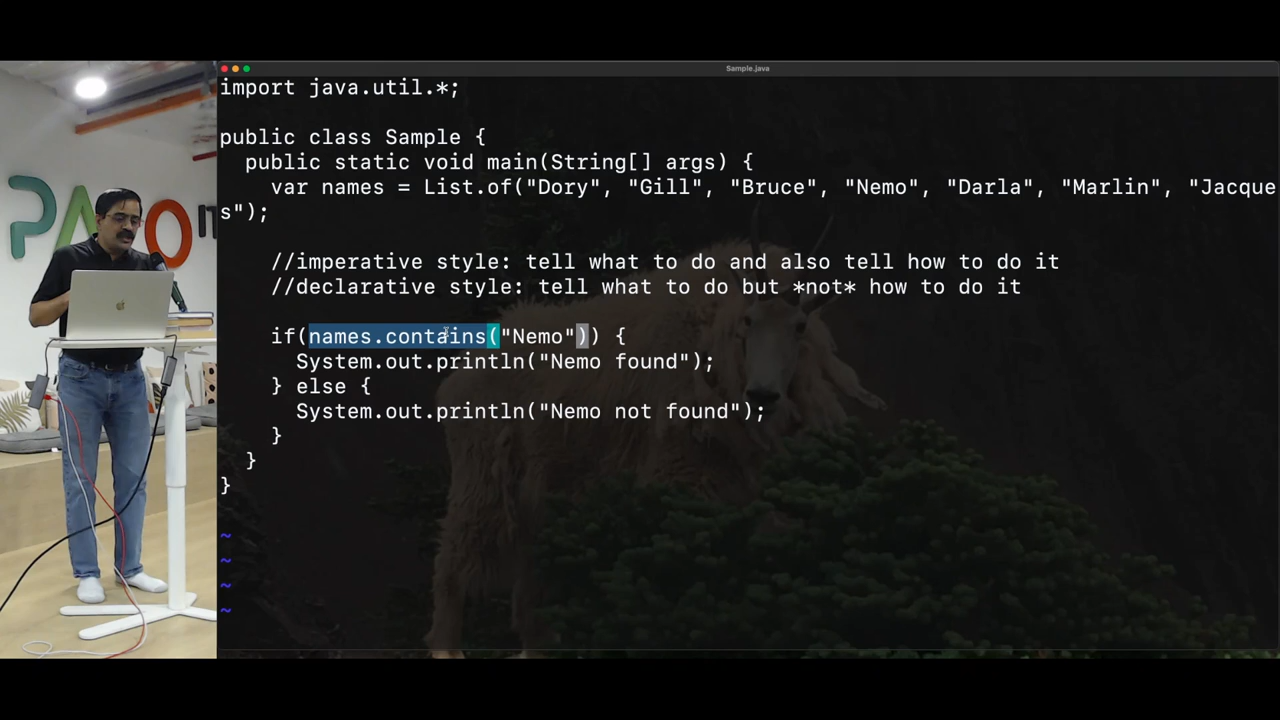 PALO IT
Sample.java
import java.util.*;
public class Sample {
public static void main(String[] args) {
var names = List.of("Dory", "Gill", "Bruce", "Nemo", "Darla", "Marlin", "Jacque
s");
//imperative style: tell what to do and also tell how to do it
//declarative style: tell what to do but *not* how to do it
if(names.contains("Nemo")) {
System.out.println("Nemo found");
} else {
System.out.println("Nemo not found");
}
}
}
~
~
~
~